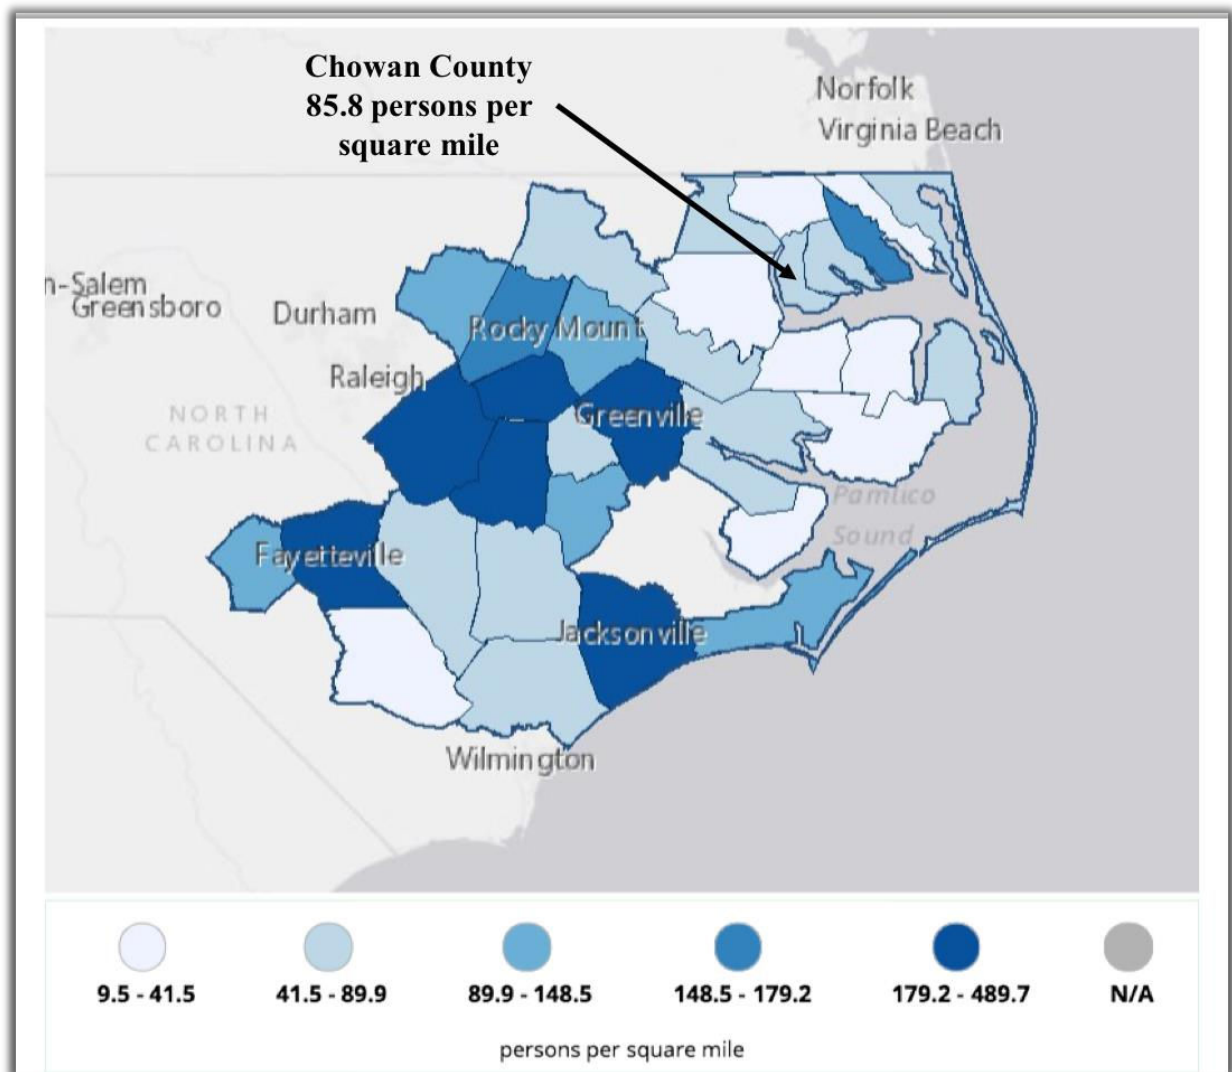 Chowan County
85.8 persons per
square mile
Norfolk
Virginia Beach
n-Salem
Greensboro
Durham
Rocky Mount
Raleigh
NORTH
CAROLINA
Greenville
Pamlico
Sound
Fayetteville
Jacksonville
Wilmington
9.5 - 41.5
41.5 - 89.9
89.9 - 148.5
148.5 - 179.2
179.2 - 489.7
N/A
persons per square mile